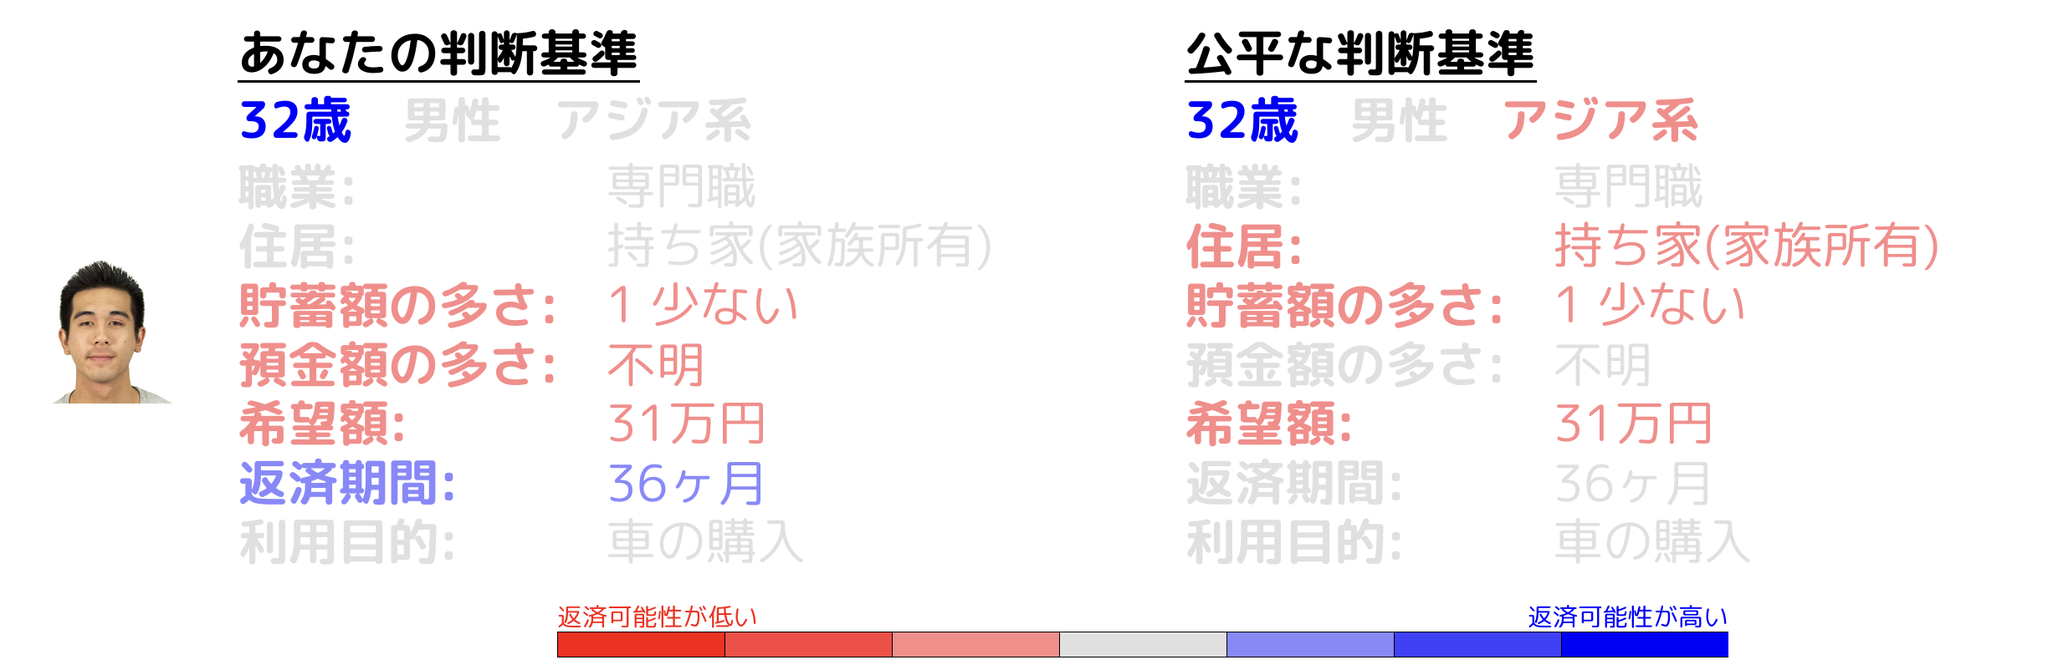 あなたの判断基準
32歳 男性 アジア系
職業: 専門職
住居: 持ち家(家族所有)
貯蓄額の多さ: 1 少ない
預金額の多さ: 不明
希望額: 31万円
返済期間: 36ヶ月
利用目的: 車の購入
公平な判断基準
32歳 男性 アジア系
職業: 専門職
住居: 持ち家(家族所有)
貯蓄額の多さ: 1 少ない
預金額の多さ: 不明
希望額: 31万円
返済期間: 36ヶ月
利用目的: 車の購入
返済可能性が低い
返済可能性が高い